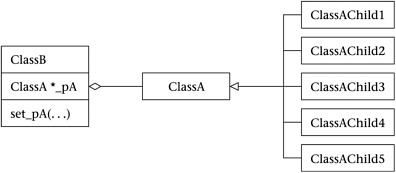 ClassB
ClassA *_pA
set_pA(...)
ClassA
ClassAChild1
ClassAChild2
ClassAChild3
ClassAChild4
ClassAChild5